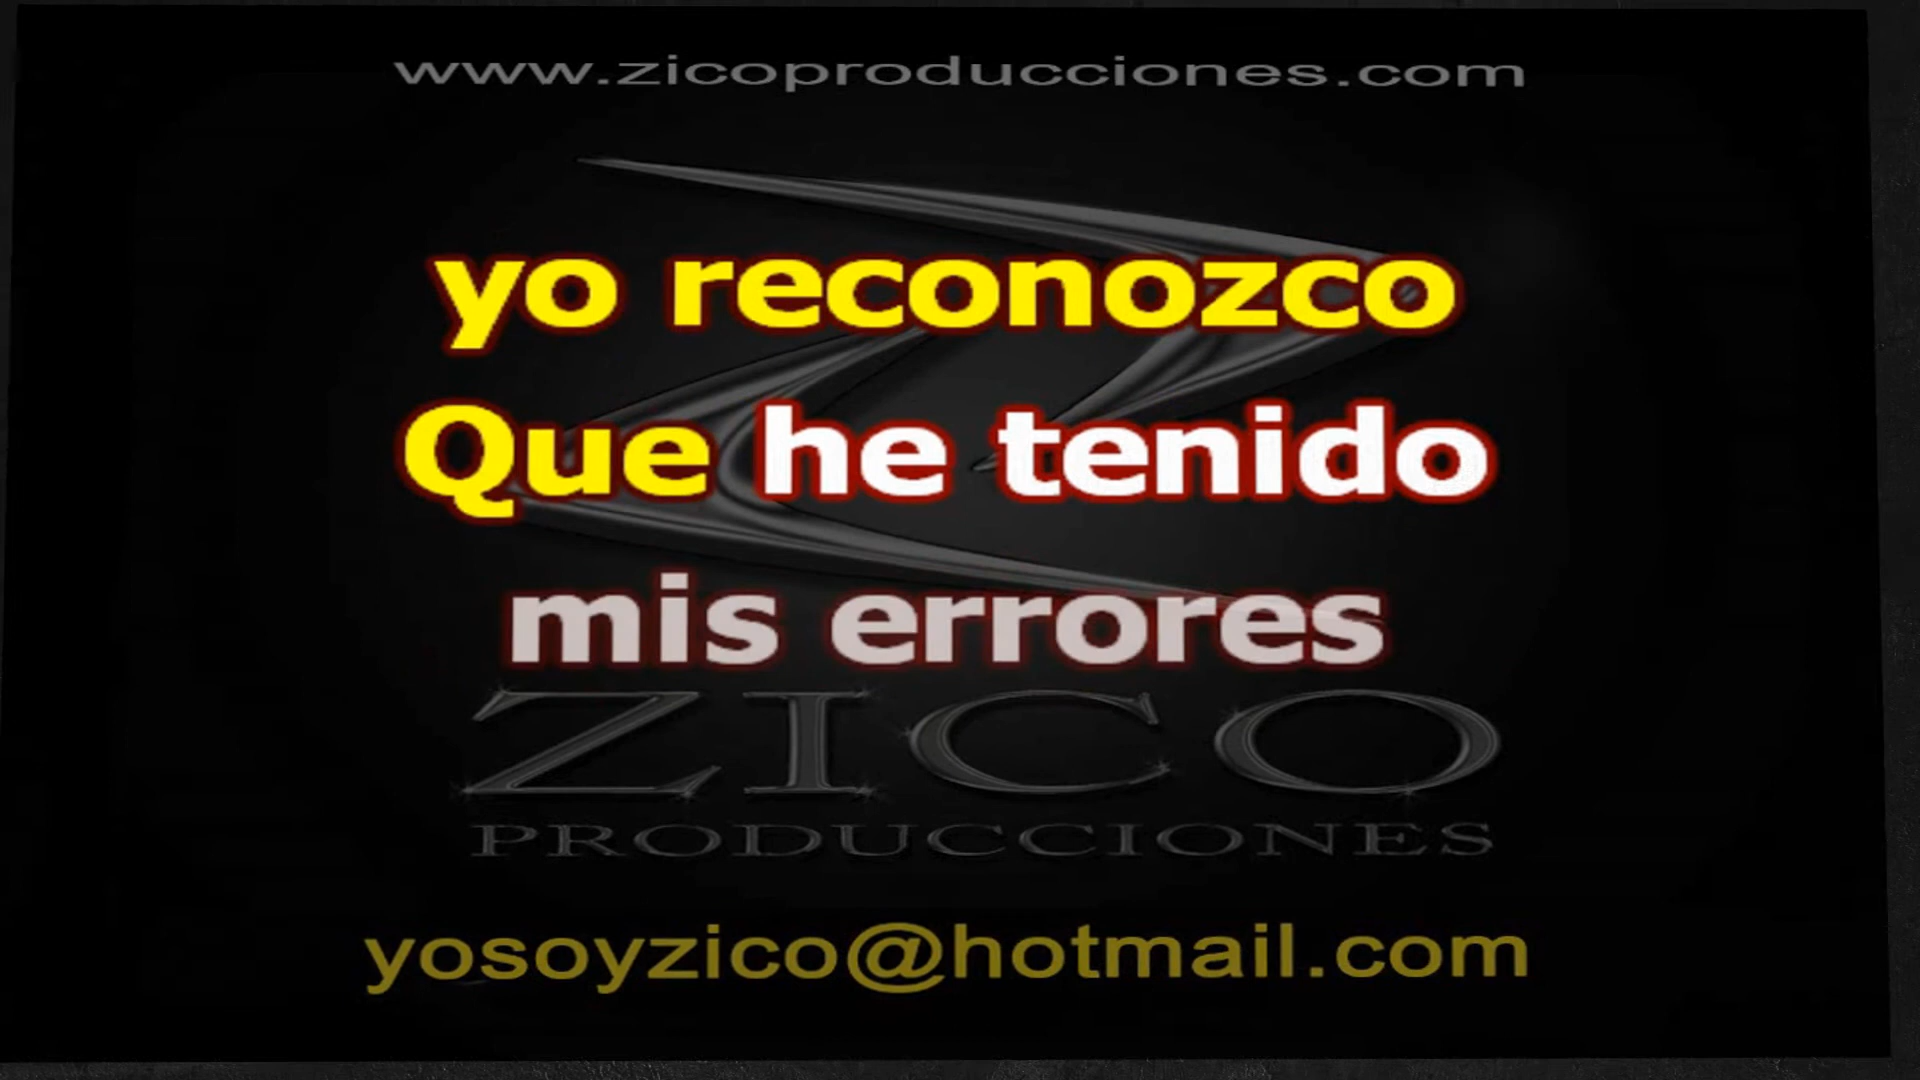 www.zicoproducciones.com
yo reconozco
Que he tenido
mis errores
ZICO
PRODUCCIONES
yosoyzico@hotmail.com